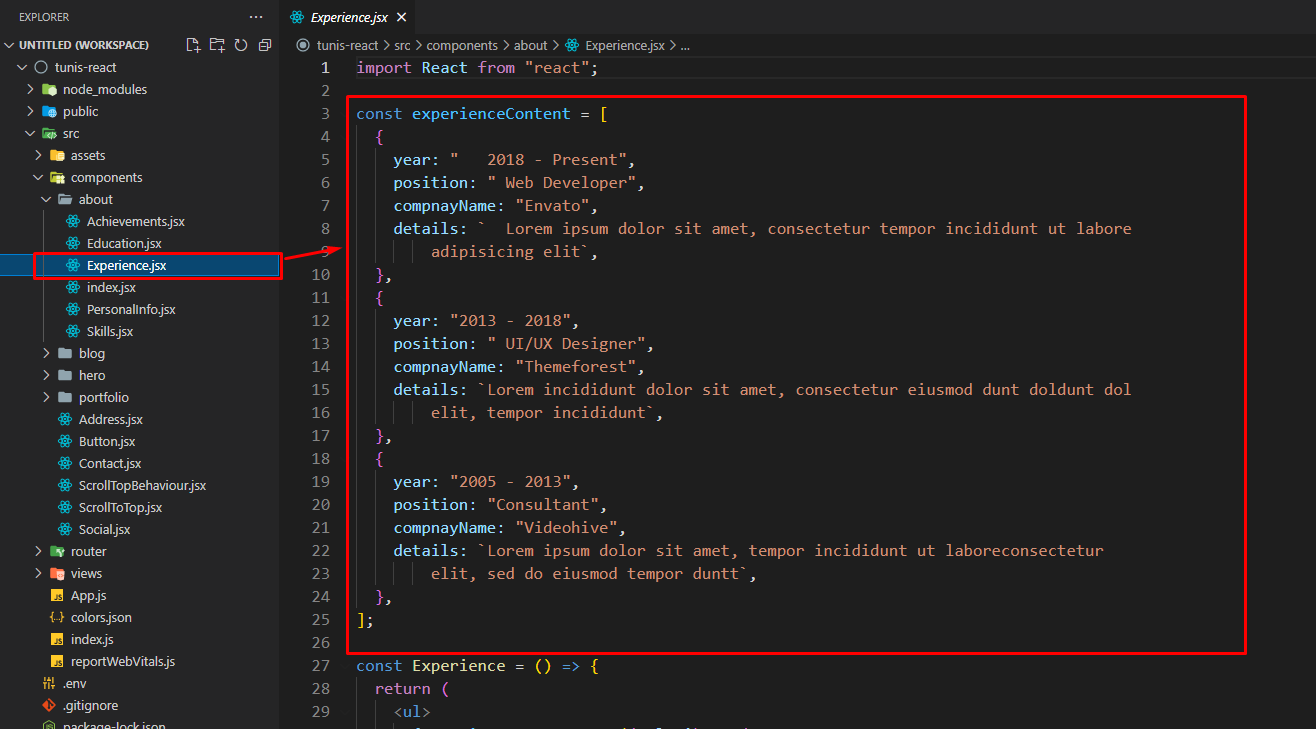 EXPLORER
UNTITLED (WORKSPACE)
tunis-react
node_modules
public
src
assets
components
about
Achievements.jsx
Education.jsx
Experience.jsx
index.jsx
PersonalInfo.jsx
Skills.jsx
blog
hero
portfolio
Address.jsx
Button.jsx
Contact.jsx
ScrollTopBehaviour.jsx
ScrollToTop.jsx
Social.jsx
router
views
App.js
colors.json
index.js
reportWebVitals.js
.env
.gitignore
package-lock.json
Experience.jsx
tunis-react > src > components > about > Experience.jsx > ...
1 import React from "react";
2
3 const experienceContent = [
4 {
5 year: "   2018 - Present",
6 position: " Web Developer",
7 compnayName: "Envato",
8 details: `  Lorem ipsum dolor sit amet, consectetur tempor incididunt ut labore
9 adipisicing elit`,
10 },
11 {
12 year: "2013 - 2018",
13 position: " UI/UX Designer",
14 compnayName: "Themeforest",
15 details: `Lorem incididunt dolor sit amet, consectetur eiusmod dunt doldunt dol
16 elit, tempor incididunt`,
17 },
18 {
19 year: "2005 - 2013",
20 position: "Consultant",
21 compnayName: "Videohive",
22 details: `Lorem ipsum dolor sit amet, tempor incididunt ut laboreconsectetur
23 elit, sed do eiusmod tempor duntt`,
24 },
25 ];
26
27 const Experience = () => {
28 return (
29 <ul>